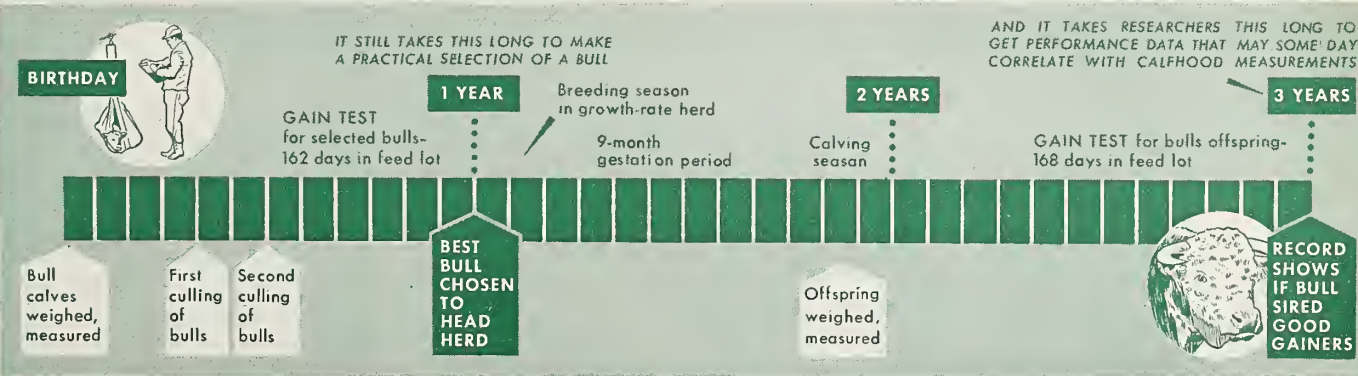 BIRTHDAY
IT STILL TAKES THIS LONG TO MAKE
A PRACTICAL SELECTION OF A BULL
1 YEAR
GAIN TEST
for selected bulls-
162 days in feed lot
Breeding season
in growth-rate herd
9-month
gestation period
2 YEARS
Calving
seasan
AND IT TAKES RESEARCHERS THIS LONG TO
GET PERFORMANCE DATA THAT MAY SOME DAY
CORRELATE WITH CALFHOOD MEASUREMENTS
3 YEARS
GAIN TEST for bulls offspring-
168 days in feed lot
Bull
calves
weighed,
measured
First
culling
of
bulls
Second
culling
of
bulls
BEST
BULL
CHOSEN
TO
HEAD
HERD
Offspring
weighed,
measured
RECORD
SHOWS
IF BULL
SIRED
GOOD
GAINERS